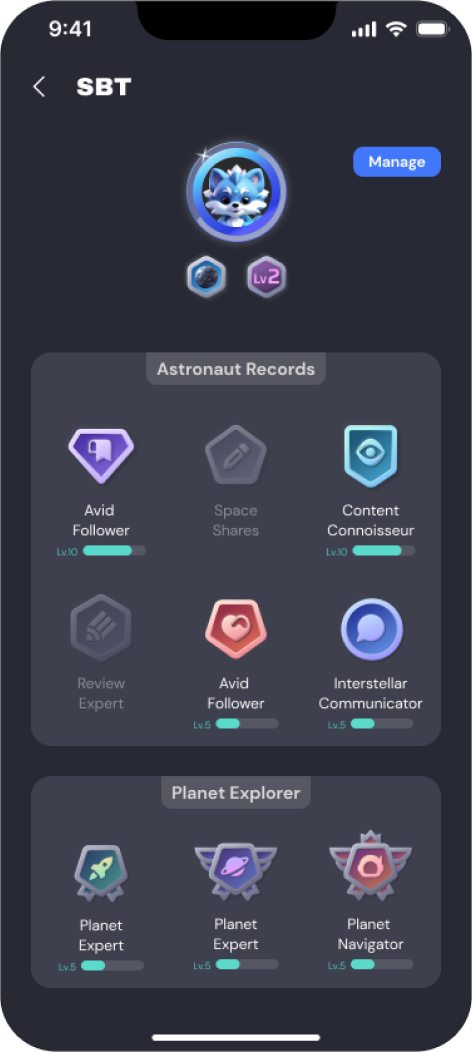 9:41
SBT
Manage
Lv2
Astronaut Records
Avid
Follower
Lv.10
Space
Shares
Content
Connoisseur
Lv.10
Review
Expert
Avid
Follower
Lv.5
Interstellar
Communicator
Lv.5
Planet Explorer
Planet
Expert
Lv.5
Planet
Expert
Lv.5
Planet
Navigator
Lv.5